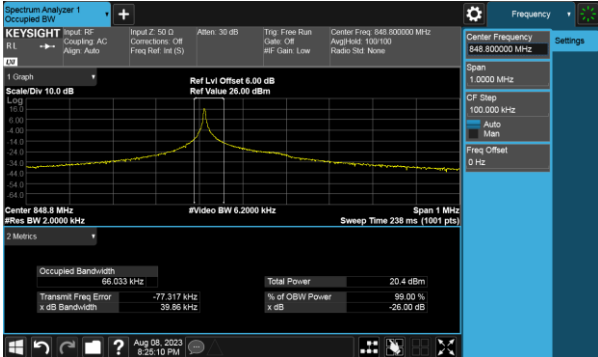 Spectrum Analyzer 1
Occupied BW
+
Frequency
KEYSIGHT
RL
LNI
Input: RF
Coupling: AC
Align: Auto
Input Z: 50 Ω
Corrections: Off
Freq Ref: Int (S)
Atten: 30 dB
Trig: Free Run
Gate: Off
#IF Gain: Low
Center Freq: 848.800000 MHz
Avg|Hold: 100/100
Radio Std: None
Center Frequency
848.800000 MHz
Settings
Span
1.0000 MHz
CF Step
100.000 kHz
Auto
Man
Freq Offset
0 Hz
1 Graph
Scale/Div 10.0 dB
Ref Lvl Offset 6.00 dB
Ref Value 26.00 dBm
Log
16.0
6.00
-4.00
-14.0
-24.0
-34.0
-44.0
-54.0
-64.0
Center 848.8 MHz
#Res BW 2.0000 kHz
#Video BW 6.2000 kHz
Span 1 MHz
Sweep Time 238 ms (1001 pts)
2 Metrics
Occupied Bandwidth
66.033 kHz
Total Power 20.4 dBm
Transmit Freq Error -77.317 kHz
% of OBW Power 99.00 %
x dB Bandwidth 39.86 kHz
x dB -26.00 dB
?
Aug 08, 2023
8:25:10 PM